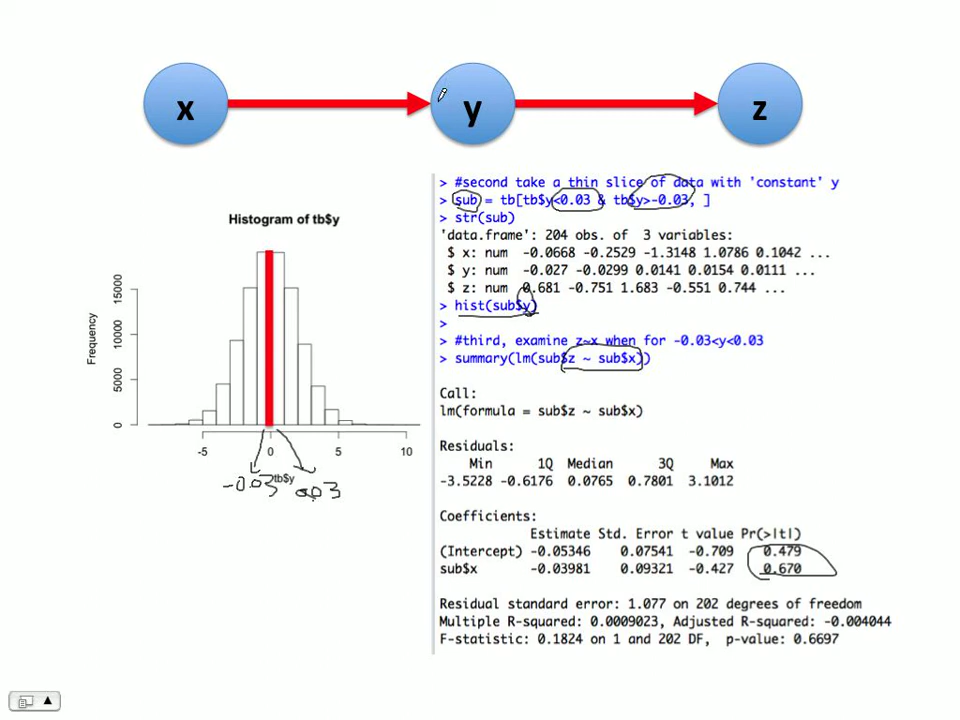 x y z
Histogram of tb$y
Frequency
0 5000 10000 15000
-5 0 5 10
tb$y
-0.03 0.03
> #second take a thin slice of data with 'constant' y
> sub = tb[tb$y<0.03 & tb$y>-0.03, ]
> str(sub)
'data.frame': 204 obs. of 3 variables:
$ x: num -0.0668 -0.2529 -1.3148 1.0786 0.1042 ...
$ y: num -0.027 -0.0299 0.0141 0.0154 0.0111 ...
$ z: num 0.681 -0.751 1.683 -0.551 0.744 ...
> hist(sub$y)
>
> #third, examine z~x when for -0.03<y<0.03
> summary(lm(sub$z ~ sub$x))
Call:
lm(formula = sub$z ~ sub$x)
Residuals:
Min 1Q Median 3Q Max
-3.5228 -0.6176 0.0765 0.7801 3.1012
Coefficients:
Estimate Std. Error t value Pr(>|t|)
(Intercept) -0.05346 0.07541 -0.709 0.479
sub$x -0.03981 0.09321 -0.427 0.670
Residual standard error: 1.077 on 202 degrees of freedom
Multiple R-squared: 0.0009023, Adjusted R-squared: -0.004044
F-statistic: 0.1824 on 1 and 202 DF, p-value: 0.6697